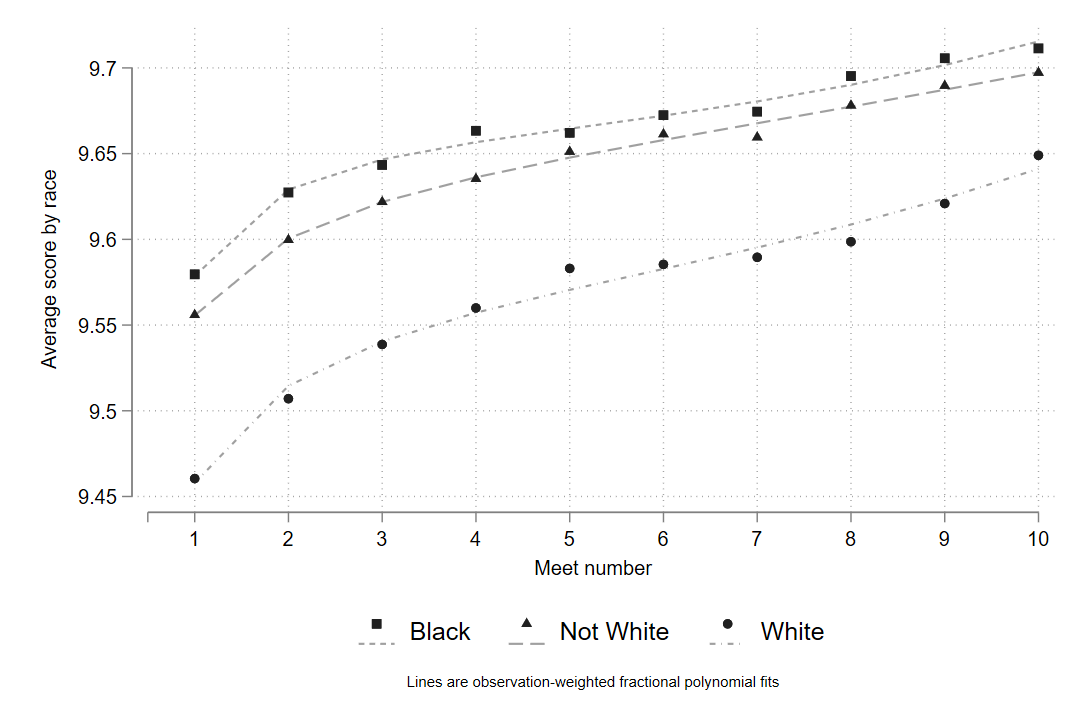 9.7
9.65
9.6
9.55
9.5
9.45
Average score by race
1 2 3 4 5 6 7 8 9 10
Meet number
Black Not White White
Lines are observation-weighted fractional polynomial fits